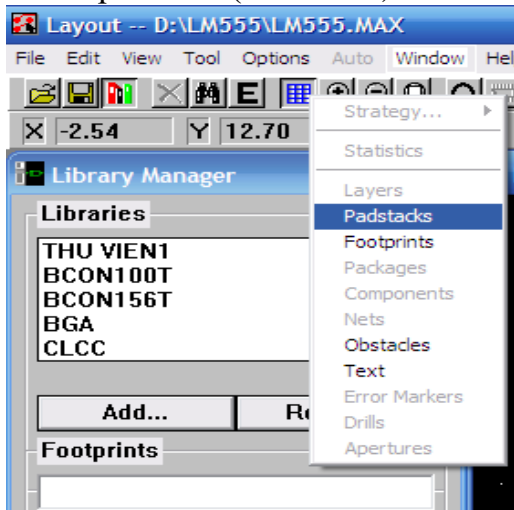 Layout -- D:\LM555\LM555.MAX
File Edit View Tool Options Auto Window Hel
E
X -2.54 Y 12.70
Strategy...
Statistics
Layers
Padstacks
Footprints
Packages
Components
Nets
Obstacles
Text
Error Markers
Drills
Apertures
Library Manager
Libraries
THU VIEN1
BCON100T
BCON156T
BGA
CLCC
Add... Re
Footprints